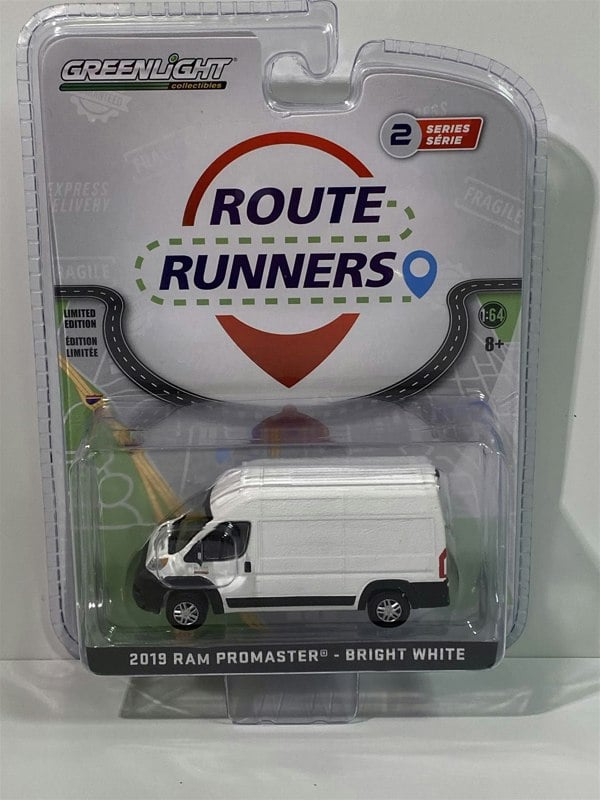 GREENLIGHT
collectibles
2 SERIES
SÉRIE
EXPRESS
DELIVERY
FRAGILE
ROUTE
RUNNERS
FRAGILE
LIMITED
EDITION
ÉDITION
LIMITÉE
1:64
8+
2019 RAM PROMASTER® - BRIGHT WHITE